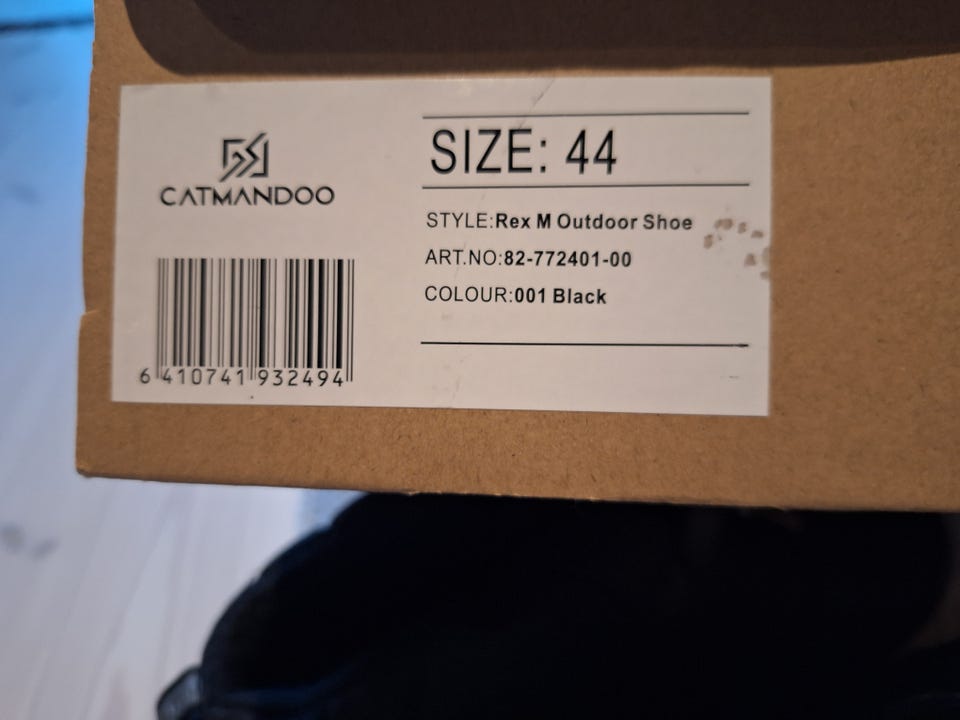 CATMANDOO
6 410741 932494
SIZE: 44
STYLE:Rex M Outdoor Shoe
ART.NO:82-772401-00
COLOUR:001 Black